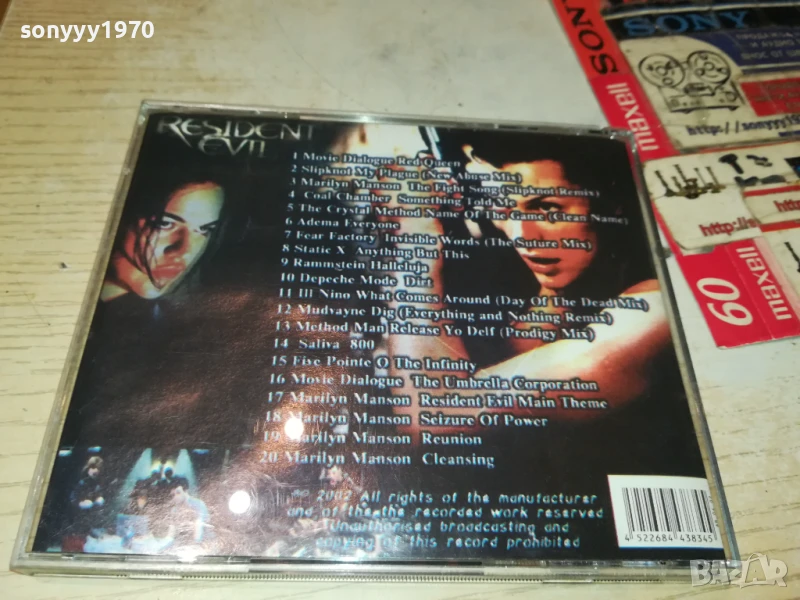 sonyyy1970
RESIDENT
EVIL
1 Movie Dialogue Red Queen
2 Slipknot My Plague (New Abuse Mix)
3 Marilyn Manson The Fight Song (Slipknot Remix)
4 Coal Chamber Something Told Me
5 The Crystal Method Name Of The Game (Clean Name)
6 Adema Everyone
7 Fear Factory Invisible Words (The Suture Mix)
8 Static X Anything But This
9 Rammstein Halleluja
10 Depeche Mode Dirt
11 Ill Nino What Comes Around (Day Of The Dead Mix)
12 Mudvayne Dig (Everything and Nothing Remix)
13 Method Man Release Yo Delf (Prodigy Mix)
14 Saliva 800
15 Five Pointe O The Infinity
16 Movie Dialogue The Umbrella Corporation
17 Marilyn Manson Resident Evil Main Theme
18 Marilyn Manson Seizure Of Power
19 Marilyn Manson Reunion
20 Marilyn Manson Cleansing
℗ 2002 All rights of the manufacturer
and of the the recorded work reserved
Unauthorised broadcasting and
copying of this record prohibited
4 522684 438345
SONY
SON
maxell
http://sonyyyy
http://s
http:
60
maxell
BAZAR